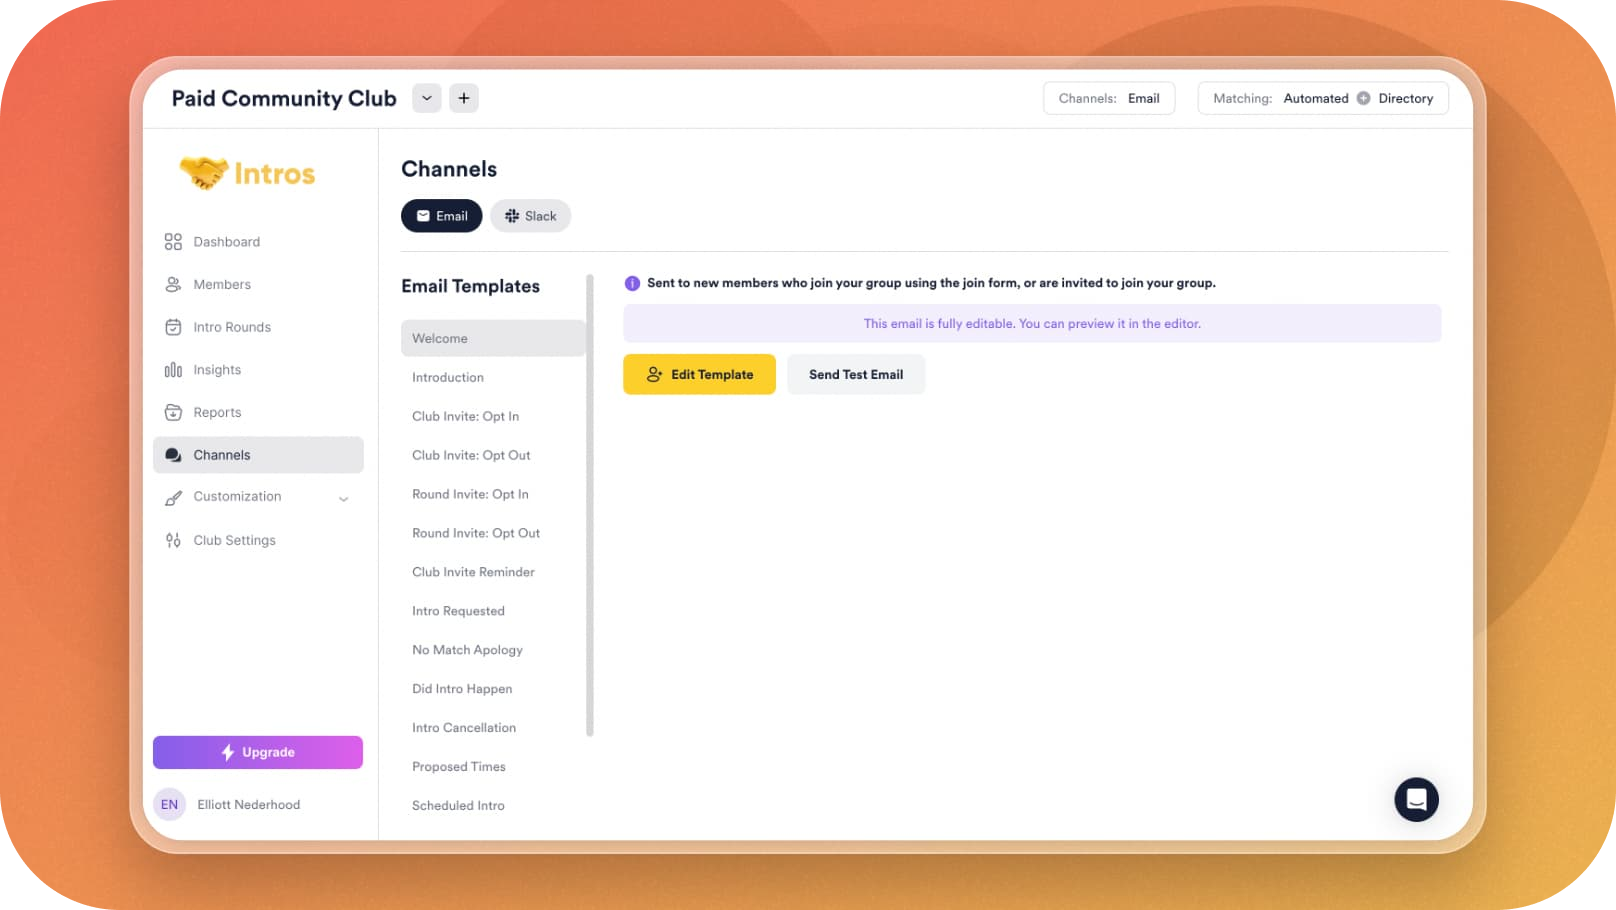 Paid Community Club
Channels: Email
Matching: Automated Directory
Intros
Dashboard
Members
Intro Rounds
Insights
Reports
Channels
Customization
Club Settings
Upgrade
EN Elliott Nederhood
Channels
Email
Slack
Email Templates
Welcome
Introduction
Club Invite: Opt In
Club Invite: Opt Out
Round Invite: Opt In
Round Invite: Opt Out
Club Invite Reminder
Intro Requested
No Match Apology
Did Intro Happen
Intro Cancellation
Proposed Times
Scheduled Intro
Sent to new members who join your group using the join form, or are invited to join your group.
This email is fully editable. You can preview it in the editor.
Edit Template
Send Test Email